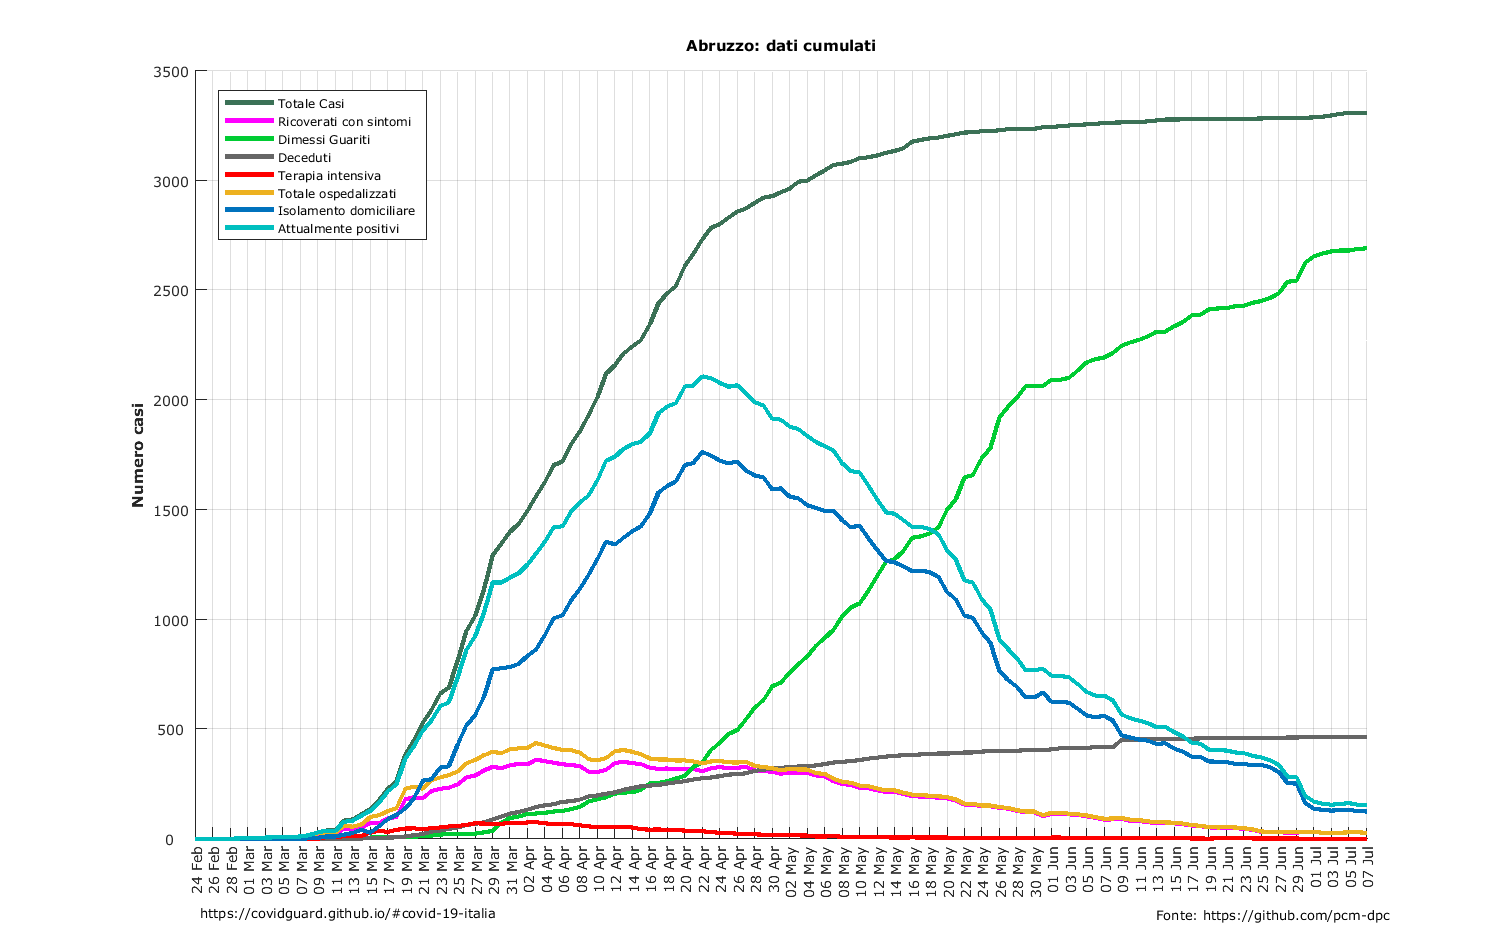 Abruzzo: dati cumulati
3500
3000
2500
2000
1500
1000
500
0
Numero casi
Totale Casi
Ricoverati con sintomi
Dimessi Guariti
Deceduti
Terapia intensiva
Totale ospedalizzati
Isolamento domiciliare
Attualmente positivi
24 Feb
26 Feb
28 Feb
01 Mar
03 Mar
05 Mar
07 Mar
09 Mar
11 Mar
13 Mar
15 Mar
17 Mar
19 Mar
21 Mar
23 Mar
25 Mar
27 Mar
29 Mar
31 Mar
02 Apr
04 Apr
06 Apr
08 Apr
10 Apr
12 Apr
14 Apr
16 Apr
18 Apr
20 Apr
22 Apr
24 Apr
26 Apr
28 Apr
30 Apr
02 May
04 May
06 May
08 May
10 May
12 May
14 May
16 May
18 May
20 May
22 May
24 May
26 May
28 May
30 May
01 Jun
03 Jun
05 Jun
07 Jun
09 Jun
11 Jun
13 Jun
15 Jun
17 Jun
19 Jun
21 Jun
23 Jun
25 Jun
27 Jun
29 Jun
01 Jul
03 Jul
05 Jul
07 Jul
https://covidguard.github.io/#covid-19-italia
Fonte: https://github.com/pcm-dpc